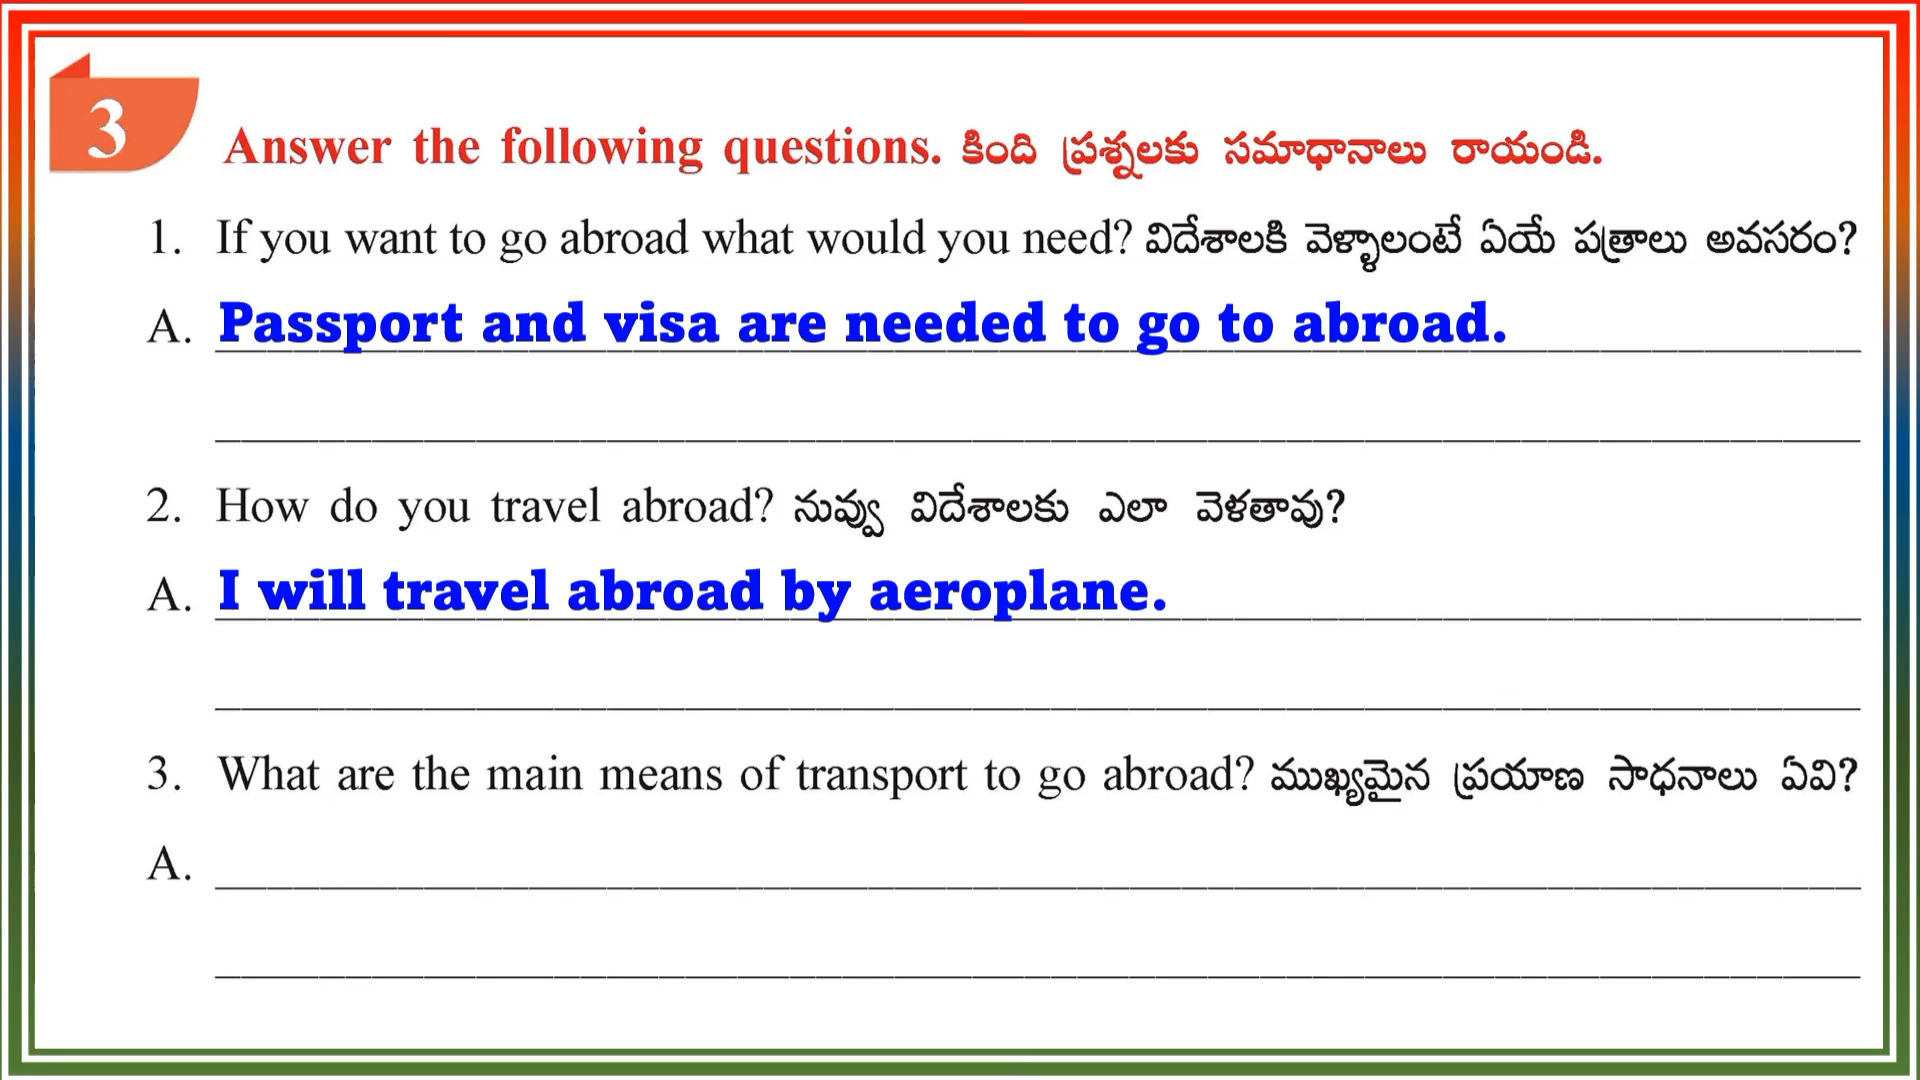 3
Answer the following questions. కింది ప్రశ్నలకు సమాధానాలు రాయండి.
1. If you want to go abroad what would you need? విదేశాలకి వెళ్ళాలంటే ఏయే పత్రాలు అవసరం?
A. Passport and visa are needed to go to abroad.
2. How do you travel abroad? నువ్వు విదేశాలకు ఎలా వెళతావు?
A. I will travel abroad by aeroplane.
3. What are the main means of transport to go abroad? ముఖ్యమైన ప్రయాణ సాధనాలు ఏవి?
A.